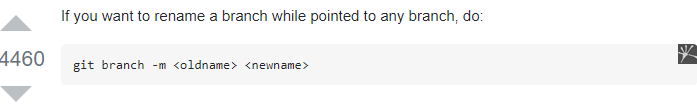 If you want to rename a branch while pointed to any branch, do:
4460
git branch -m <oldname> <newname>